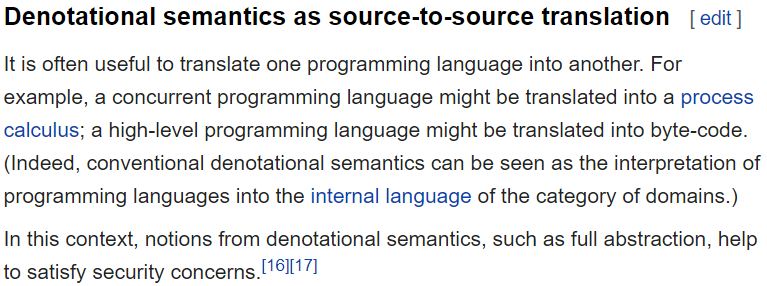 Denotational semantics as source-to-source translation [ edit ]
It is often useful to translate one programming language into another. For
example, a concurrent programming language might be translated into a process
calculus; a high-level programming language might be translated into byte-code.
(Indeed, conventional denotational semantics can be seen as the interpretation of
programming languages into the internal language of the category of domains.)
In this context, notions from denotational semantics, such as full abstraction, help
to satisfy security concerns.[16][17]